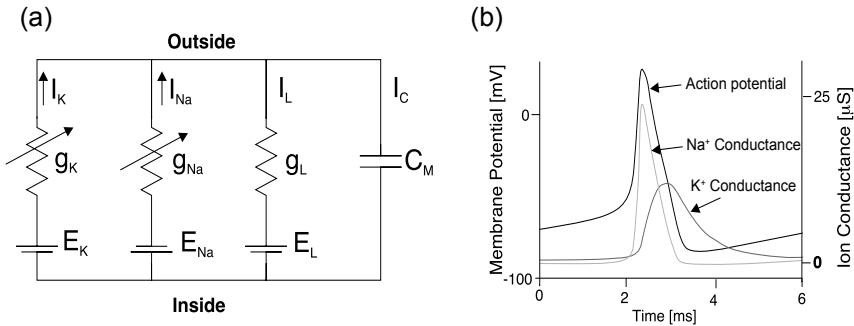 (a)
Outside
I_K
I_Na
I_L
I_C
g_K
g_Na
g_L
C_M
E_K
E_Na
E_L
Inside
(b)
Membrane Potential [mV]
0
-100
Action potential
Na⁺ Conductance
K⁺ Conductance
25
0
Ion Conductance [µS]
0 2 4 6
Time [ms]